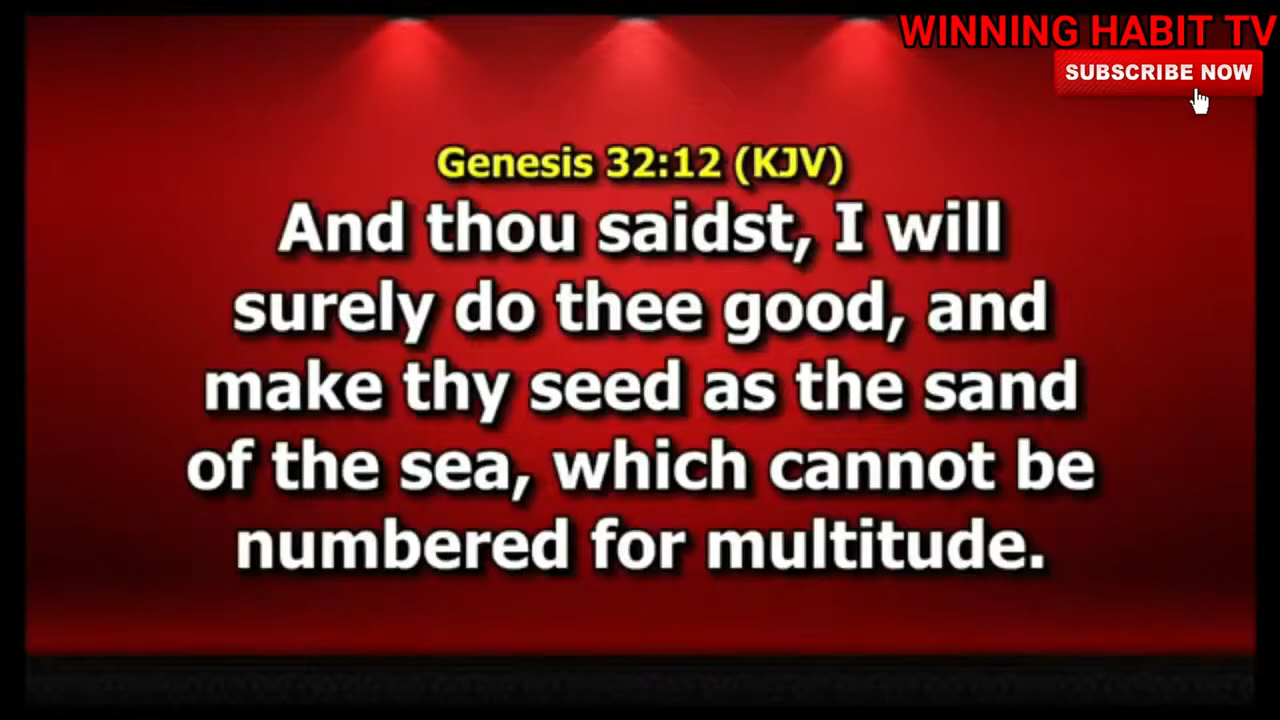 WINNING HABIT TV
SUBSCRIBE NOW
Genesis 32:12 (KJV)
And thou saidst, I will
surely do thee good, and
make thy seed as the sand
of the sea, which cannot be
numbered for multitude.